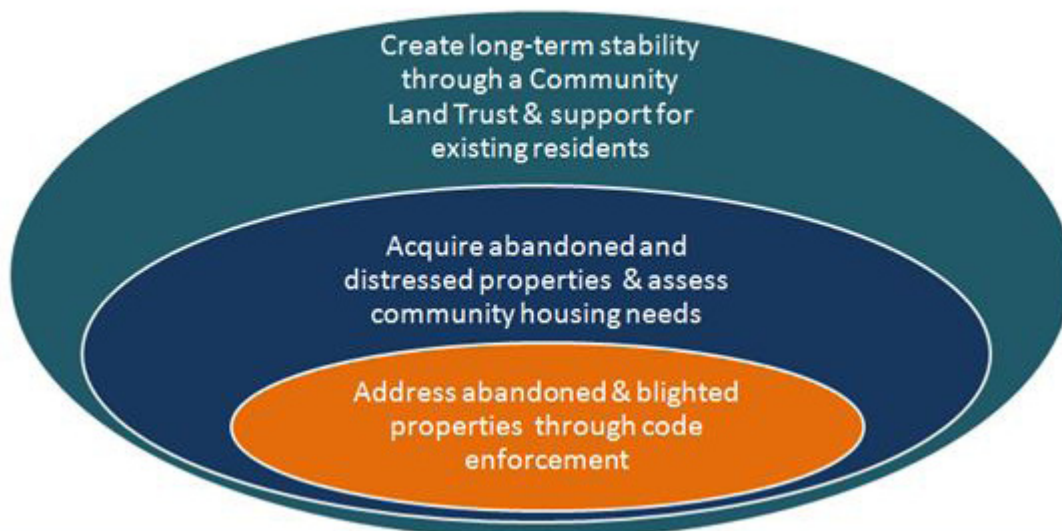 Create long-term stability
through a Community
Land Trust & support for
existing residents
Acquire abandoned and
distressed properties & assess
community housing needs
Address abandoned & blighted
properties through code
enforcement